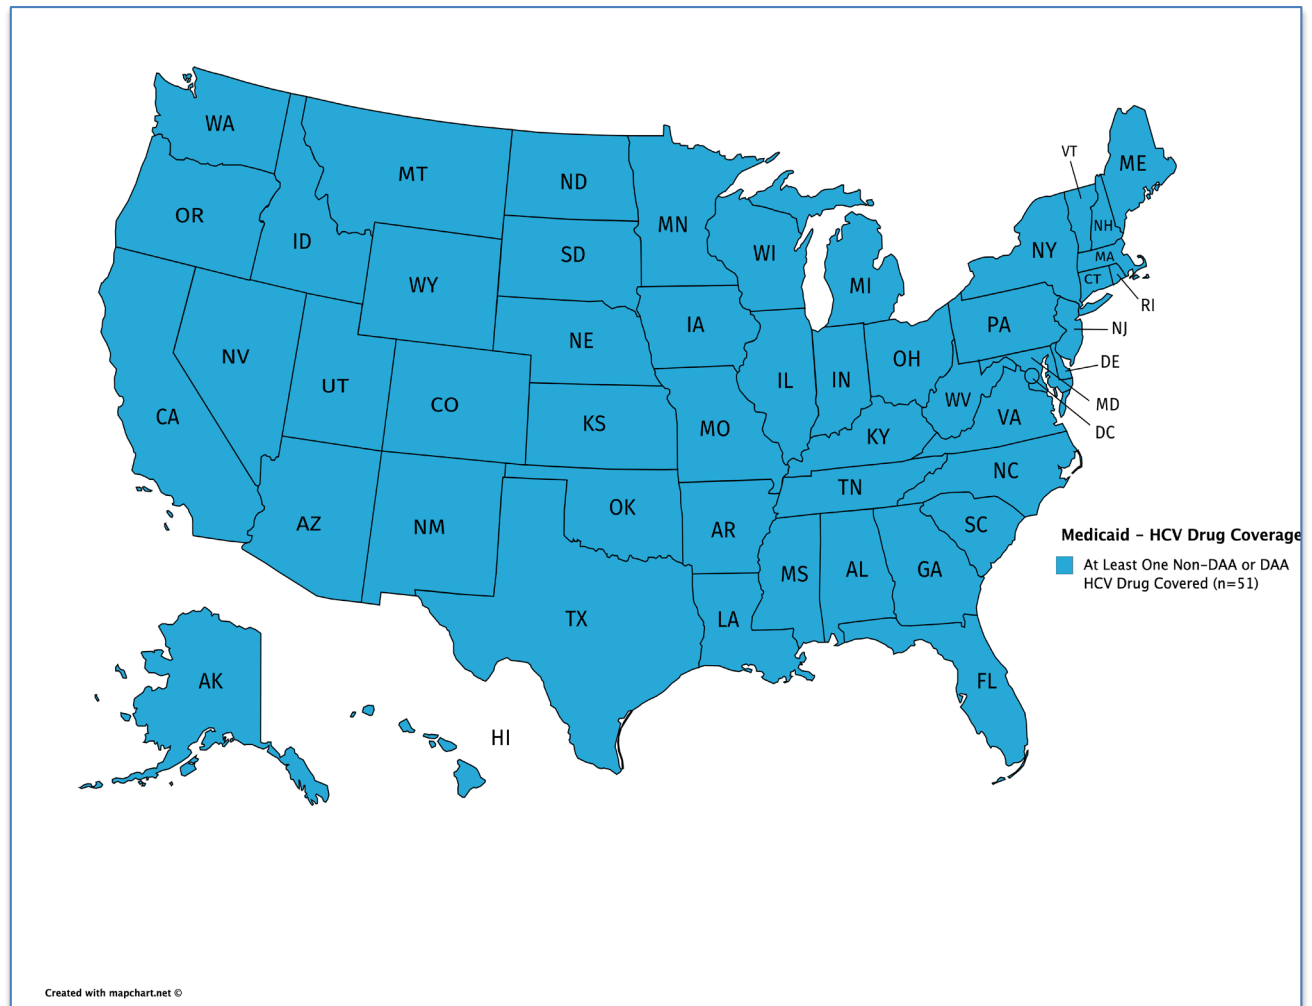 WA
MT
ND
MN
VT
ME
OR
ID
SD
WI
NY
NH
MA
CT
RI
WY
MI
IA
PA
NJ
NE
NV
OH
DE
UT
IL
IN
CO
WV
MD
CA
KS
MO
VA
DC
KY
NC
TN
OK
AZ
NM
AR
SC
MS
AL
GA
Medicaid – HCV Drug Coverage
At Least One Non-DAA or DAA
HCV Drug Covered (n=51)
TX
LA
AK
FL
HI
Created with mapchart.net ©